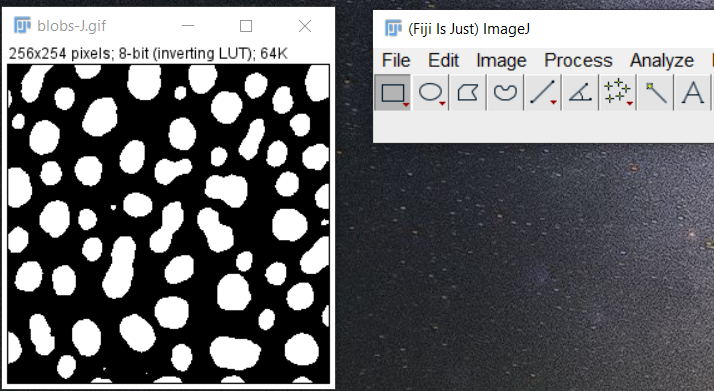 blobs-J.gif
256x254 pixels; 8-bit (inverting LUT); 64K
(Fiji Is Just) ImageJ
File Edit Image Process Analyze
A